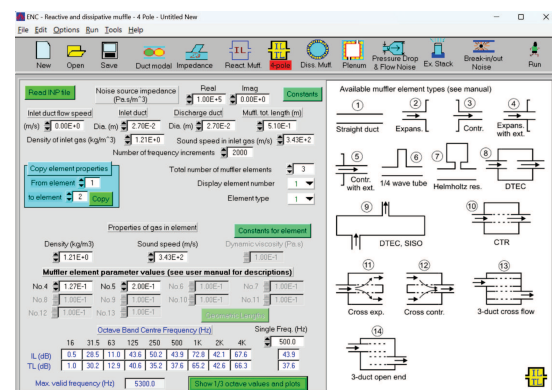 ENC - Reactive and dissipative muffle - 4 Pole - Untitled New
File Edit Options Run Tools Help
New Open Save Duct model Impedance React. Muff. 4-pole Diss. Muff. Plenum Pressure Drop & Flow Noise Ex. Stack Break-in/out Noise Run
Read INP file
Noise source impedance (Pa.s/m^3)
Real Imag
1.00E+5 0.00E+0
Constants
Inlet duct flow speed Inlet duct Discharge duct Muffl. tot. length (m)
(m/s) 0.00E+0 Dia. (m) 2.70E-2 Dia. (m) 2.70E-2 5.10E-1
Density of inlet gas (kg/m^3) 1.21E+0 Sound speed in inlet gas (m/s) 3.43E+2
Number of frequency increments 2000
Copy element properties
From element 1
to element 2 Copy
Total number of muffler elements 3
Display element number 1
Element type 1
Properties of gas in element
Constants for element
Density (kg/m3) Sound speed (m/s) Dynamic viscosity (Pa.s)
1.21E+0 3.43E+2 1.00E-1
Muffler element parameter values (see user manual for descriptions)
No.4 1.27E-1 No.5 2.00E-1 No.6 1.00E-1 No.7 1.00E-1
No.8 1.00E-1 No.9 1.00E-1 No.10 1.00E-1 No.11 1.00E-1
No.12 1.00E-1 No.13 1.00E-1
Octave Band Centre Frequency (Hz) Single Freq. (Hz)
16 31.5 63 125 250 500 1K 2K 4K 500.0
IL (dB) 0.5 28.5 11.0 43.6 50.2 43.9 72.8 42.1 67.6 43.9
TL (dB) 1.0 30.2 12.9 40.6 35.2 37.6 65.2 42.6 66.3 37.6
Max. valid frequency (Hz) 5300.0 Show 1/3 octave values and plots
Available muffler element types (see manual)
1 Straight duct
2 Expans.
3 Contr.
4 Expans. with ext.
5 Contr. with ext.
6 1/4 wave tube
7 Helmholtz res.
8 DTEC
9 DTEC, SISO
10 CTR
11 Cross exp.
12 Cross contr.
13 3-duct cross flow
14 3-duct open end